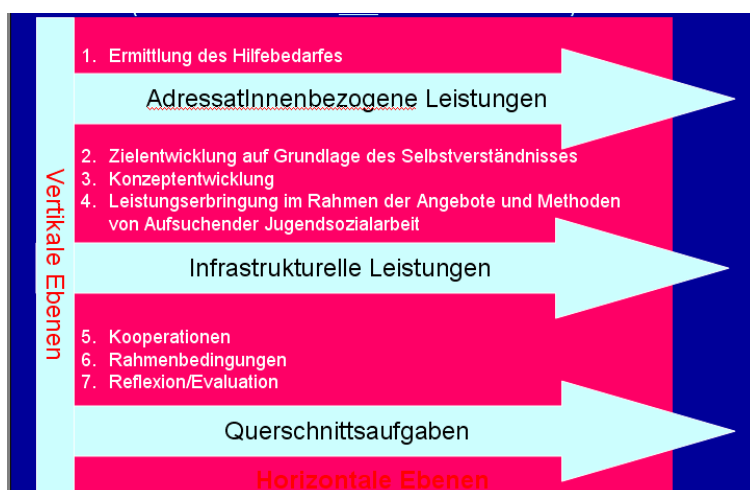 1. Ermittlung des Hilfebedarfes
AdressatInnenbezogene Leistungen
2. Zielentwicklung auf Grundlage des Selbstverständnisses
3. Konzeptentwicklung
4. Leistungserbringung im Rahmen der Angebote und Methoden
von Aufsuchender Jugendsozialarbeit
Vertikale Ebenen
Infrastrukturelle Leistungen
5. Kooperationen
6. Rahmenbedingungen
7. Reflexion/Evaluation
Querschnittsaufgaben
Horizontale Ebenen